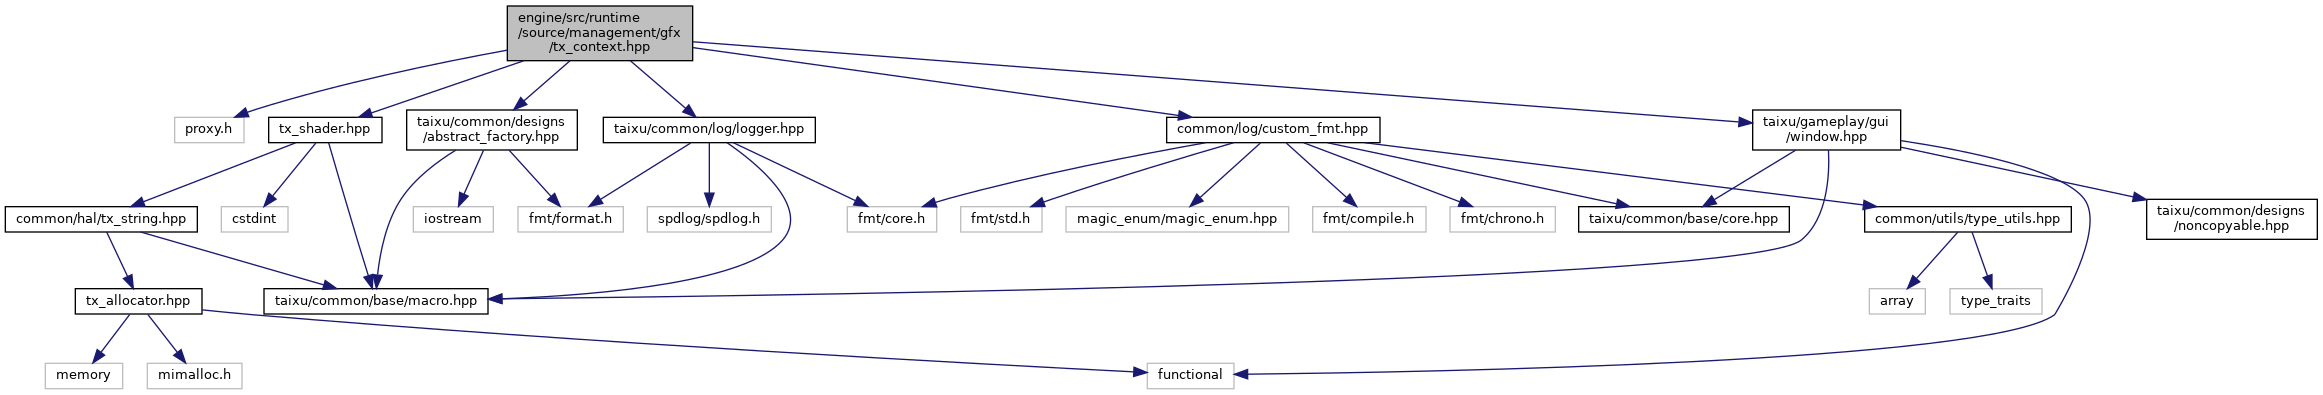 engine/src/runtime
/source/management/gfx
/tx_context.hpp
proxy.h
tx_shader.hpp
taixu/common/designs
/abstract_factory.hpp
taixu/common/log/logger.hpp
common/log/custom_fmt.hpp
taixu/gameplay/gui
/window.hpp
common/hal/tx_string.hpp
cstdint
iostream
fmt/format.h
spdlog/spdlog.h
fmt/core.h
fmt/std.h
magic_enum/magic_enum.hpp
fmt/compile.h
fmt/chrono.h
taixu/common/base/core.hpp
common/utils/type_utils.hpp
taixu/common/designs
/noncopyable.hpp
tx_allocator.hpp
taixu/common/base/macro.hpp
array
type_traits
memory
mimalloc.h
functional